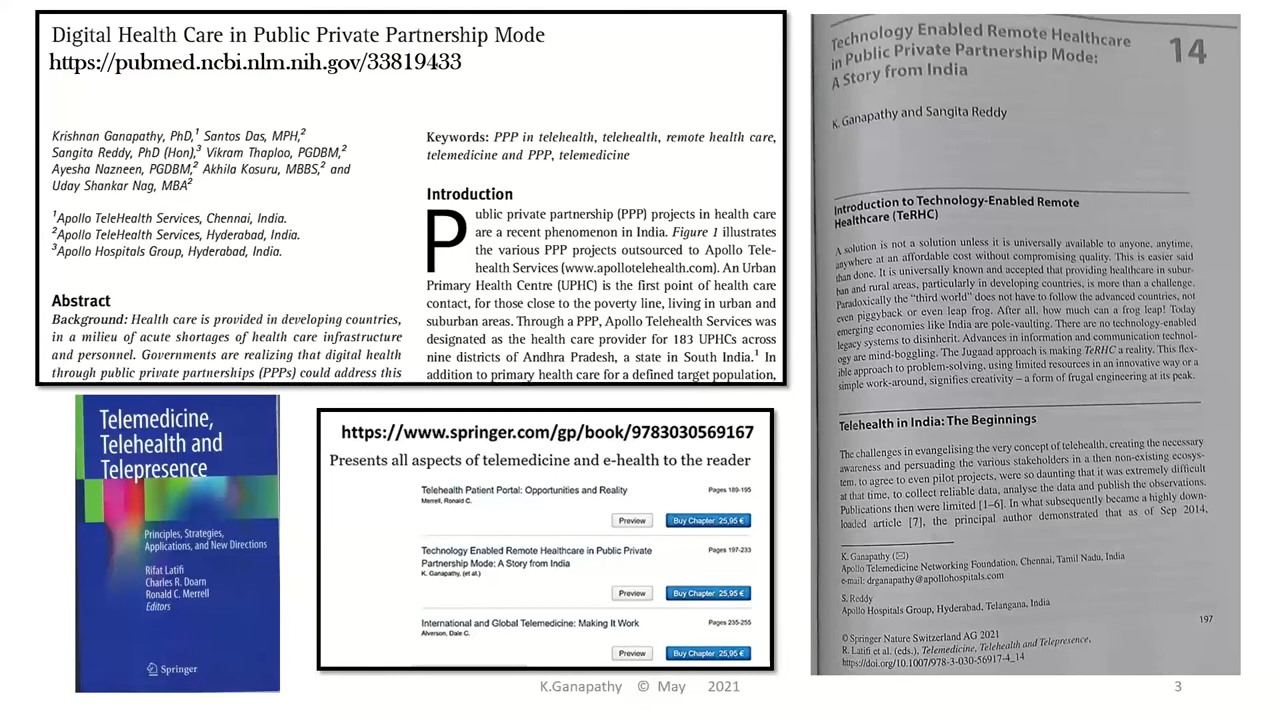 Digital Health Care in Public Private Partnership Mode
https://pubmed.ncbi.nlm.nih.gov/33819433
Krishnan Ganapathy, PhD,1 Santos Das, MPH,2
Sangita Reddy, PhD (Hon),3 Vikram Thaploo, PGDBM,2
Ayesha Nazneen, PGDBM,2 Akhila Kosuru, MBBS,2 and
Uday Shankar Nag, MBA2
1Apollo TeleHealth Services, Chennai, India.
2Apollo TeleHealth Services, Hyderabad, India.
3Apollo Hospitals Group, Hyderabad, India.
Abstract
Background: Health care is provided in developing countries,
in a milieu of acute shortages of health care infrastructure
and personnel. Governments are realizing that digital health
through public private partnerships (PPPs) could address this
Keywords: PPP in telehealth, telehealth, remote health care,
telemedicine and PPP, telemedicine
Introduction
Public private partnership (PPP) projects in health care
are a recent phenomenon in India. Figure 1 illustrates
the various PPP projects outsourced to Apollo Tele-
health Services (www.apollotelehealth.com). An Urban
Primary Health Centre (UPHC) is the first point of health care
contact, for those close to the poverty line, living in urban and
suburban areas. Through a PPP, Apollo Telehealth Services was
designated as the health care provider for 183 UPHCs across
nine districts of Andhra Pradesh, a state in South India.1 In
addition to primary health care for a defined target population,
Telemedicine,
Telehealth and
Telepresence
Principles, Strategies,
Applications, and New Directions
Rifat Latifi
Charles R. Doarn
Ronald C. Merrell
Editors
Springer
https://www.springer.com/gp/book/9783030569167
Presents all aspects of telemedicine and e-health to the reader
Telehealth Patient Portal: Opportunities and Reality
Pages 189-195
Merrell, Ronald C.
Preview
Buy Chapter 25,95 €
Technology Enabled Remote Healthcare in Public Private
Pages 197-233
Partnership Mode: A Story from India
K. Ganapathy, (et al.)
Preview
Buy Chapter 25,95 €
International and Global Telemedicine: Making It Work
Pages 235-255
Alverson, Dale C.
Preview
Buy Chapter 25,95 €
Technology Enabled Remote Healthcare
in Public Private Partnership Mode:
A Story from India
14
K. Ganapathy and Sangita Reddy
Introduction to Technology-Enabled Remote
Healthcare (TeRHC)
A solution is not a solution unless it is universally available to anyone, anytime,
anywhere at an affordable cost without compromising quality. This is easier said
than done. It is universally known and accepted that providing healthcare in subur-
ban and rural areas, particularly in developing countries, is more than a challenge.
Paradoxically the “third world” does not have to follow the advanced countries, not
even piggyback or even leap frog. After all, how much can a frog leap! Today
emerging economies like India are pole-vaulting. There are no technology-enabled
legacy systems to disinherit. Advances in information and communication technol-
ogy are mind-boggling. The Jugaad approach is making TeRHC a reality. This flex-
ible approach to problem-solving, using limited resources in an innovative way or a
simple work-around, signifies creativity – a form of frugal engineering at its peak.
Telehealth in India: The Beginnings
The challenges in evangelising the very concept of telehealth, creating the necessary
awareness and persuading the various stakeholders in a then non-existing ecosys-
tem, to agree to even pilot projects, were so daunting that it was extremely difficult
at that time, to collect reliable data, analyse the data and publish the observations.
Publications then were limited [1–6]. In what subsequently became a highly down-
loaded article [7], the principal author demonstrated that as of Sep 2014,
K. Ganapathy (✉)
Apollo Telemedicine Networking Foundation, Chennai, Tamil Nadu, India
e-mail: drganapathy@apollohospitals.com
S. Reddy
Apollo Hospitals Group, Hyderabad, Telangana, India
197
© Springer Nature Switzerland AG 2021
R. Latifi et al. (eds.), Telemedicine, Telehealth and Telepresence,
https://doi.org/10.1007/978-3-030-56917-4_14
K.Ganapathy © May 2021
3